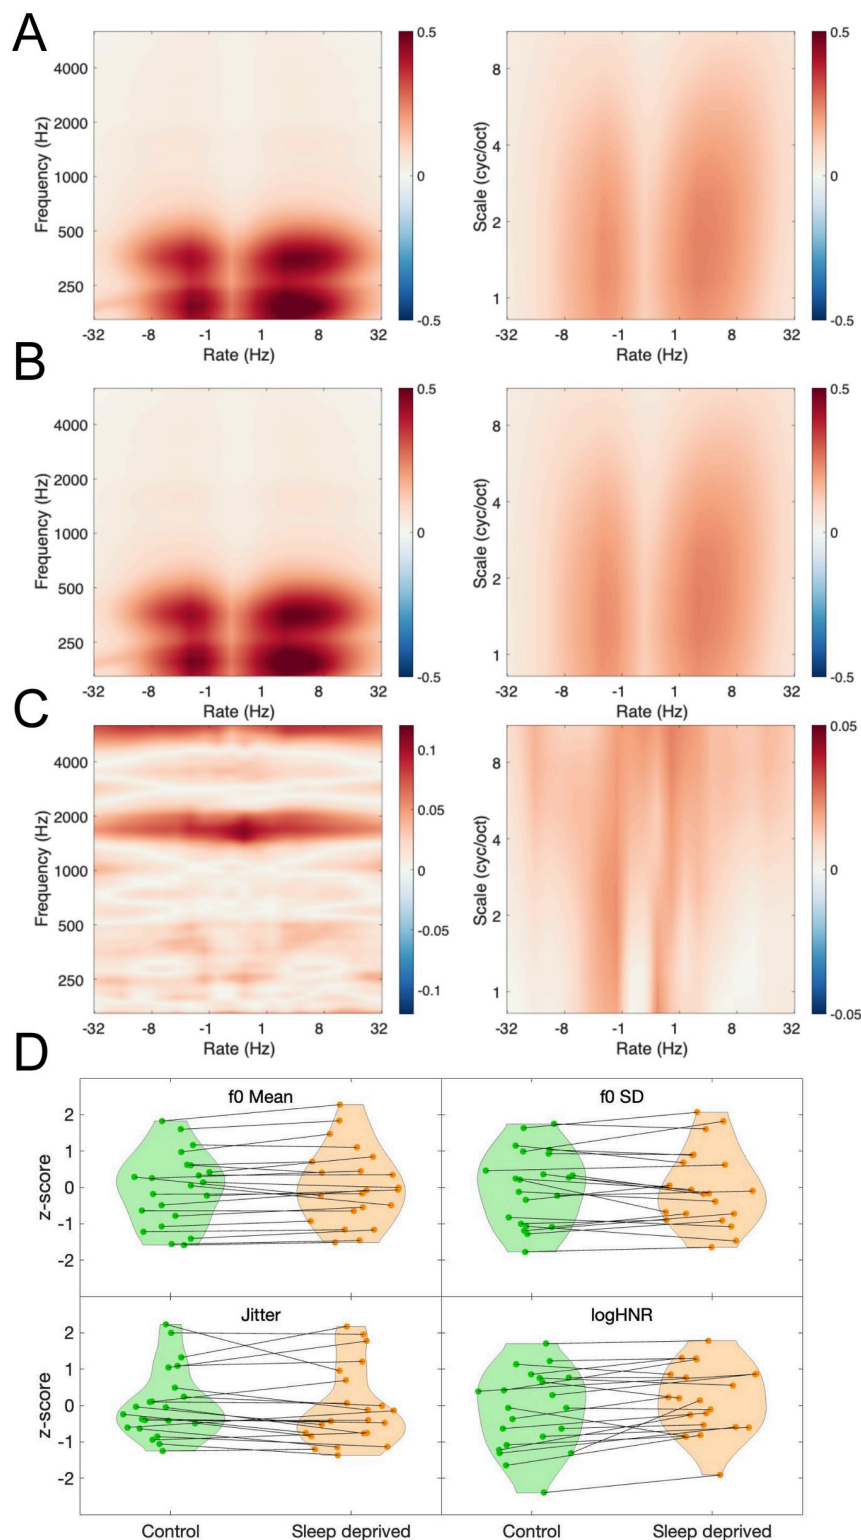 A
Frequency (Hz)
4000
2000
1000
500
250
-32 -8 -1 1 8 32
Rate (Hz)
0.5
0
-0.5
Scale (cyc/oct)
8
4
2
1
-32 -8 -1 1 8 32
Rate (Hz)
0.5
0
-0.5
B
Frequency (Hz)
4000
2000
1000
500
250
-32 -8 -1 1 8 32
Rate (Hz)
0.5
0
-0.5
Scale (cyc/oct)
8
4
2
1
-32 -8 -1 1 8 32
Rate (Hz)
0.5
0
-0.5
C
Frequency (Hz)
4000
2000
1000
500
250
-32 -8 -1 1 8 32
Rate (Hz)
0.1
0.05
0
-0.05
-0.1
Scale (cyc/oct)
8
4
2
1
-32 -8 -1 1 8 32
Rate (Hz)
0.05
0
-0.05
D
f0 Mean
f0 SD
z-score
2
1
0
-1
-2
Jitter
logHNR
z-score
2
1
0
-1
-2
Control Sleep deprived Control Sleep deprived